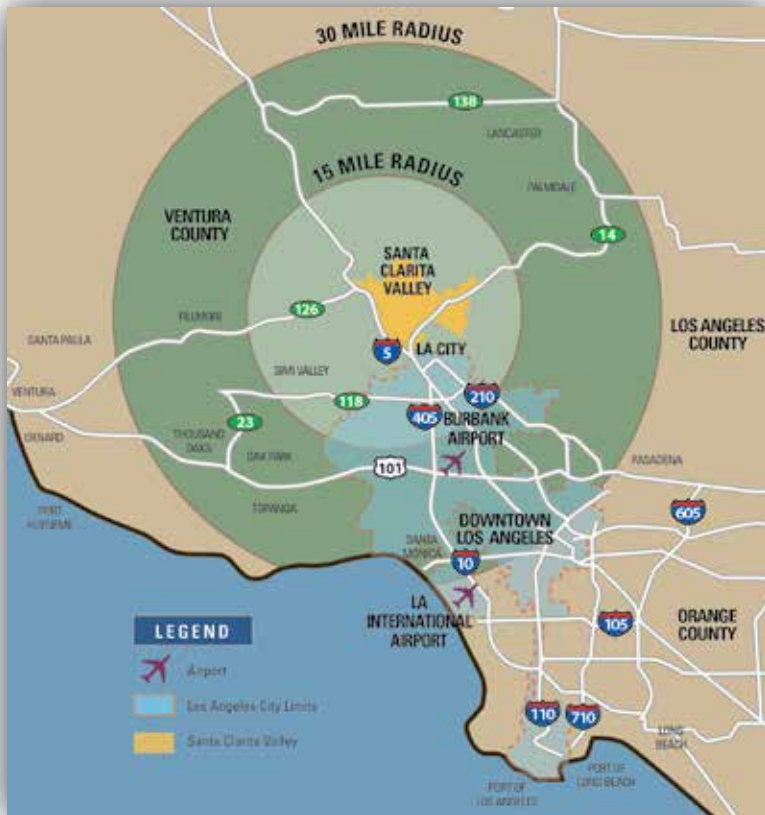 30 MILE RADIUS
138
LANCASTER
15 MILE RADIUS
PALMDALE
VENTURA
COUNTY
14
SANTA
CLARITA
VALLEY
126
FILLMORE
LOS ANGELES
COUNTY
SANTA PAULA
5
LA CITY
SIMI VALLEY
VENTURA
118
210
405
BURBANK
AIRPORT
23
OXNARD
THOUSAND
OAKS
OAK PARK
101
PASADENA
PORT
HUENEME
TOPANGA
605
DOWNTOWN
LOS ANGELES
SANTA
MONICA
10
LA
INTERNATIONAL
AIRPORT
ORANGE
COUNTY
105
LEGEND
Airport
Los Angeles City Limits
Santa Clarita Valley
110
710
LONG
BEACH
PORT OF
LONG BEACH
PORT OF
LOS ANGELES